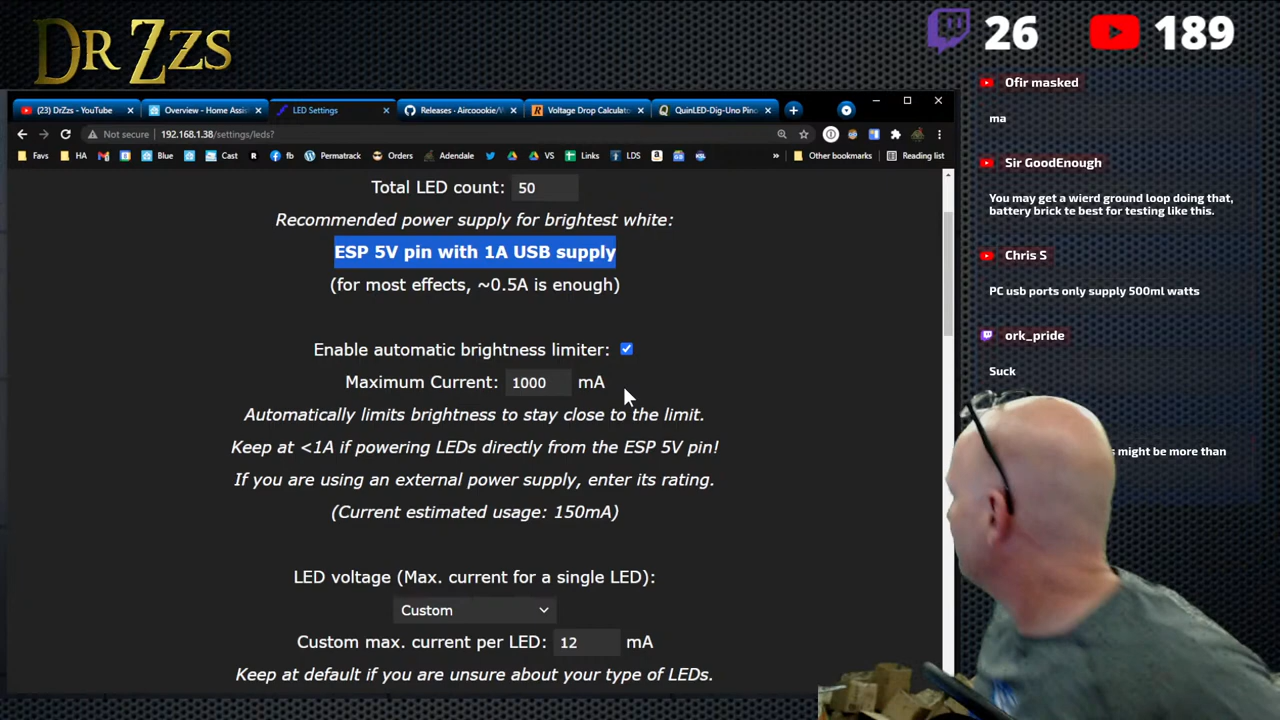 DR ZZS
26
189
(23) DrZzs - YouTube
Overview - Home Assis
LED Settings
Releases · Aircoookie/
Voltage Drop Calculato
QuinLED-Dig-Uno Pino
Not secure
192.168.1.38/settings/leds?
Favs
HA
Blue
Cast
fb
Permatrack
Orders
Adendale
VS
Links
LDS
Other bookmarks
Reading list
Total LED count: 50
Recommended power supply for brightest white:
ESP 5V pin with 1A USB supply
(for most effects, ~0.5A is enough)
Enable automatic brightness limiter:
Maximum Current: 1000 mA
Automatically limits brightness to stay close to the limit.
Keep at <1A if powering LEDs directly from the ESP 5V pin!
If you are using an external power supply, enter its rating.
(Current estimated usage: 150mA)
LED voltage (Max. current for a single LED):
Custom
Custom max. current per LED: 12 mA
Keep at default if you are unsure about your type of LEDs.
Ofir masked
ma
Sir GoodEnough
You may get a wierd ground loop doing that,
battery brick te best for testing like this.
Chris S
PC usb ports only supply 500ml watts
ork_pride
Suck
might be more than